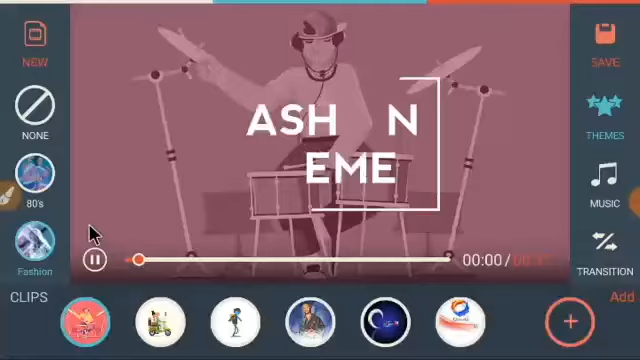 NEW
SAVE
NONE
THEMES
80's
MUSIC
Fashion
TRANSITION
ASH N
EME
00:00/
CLIPS
Add